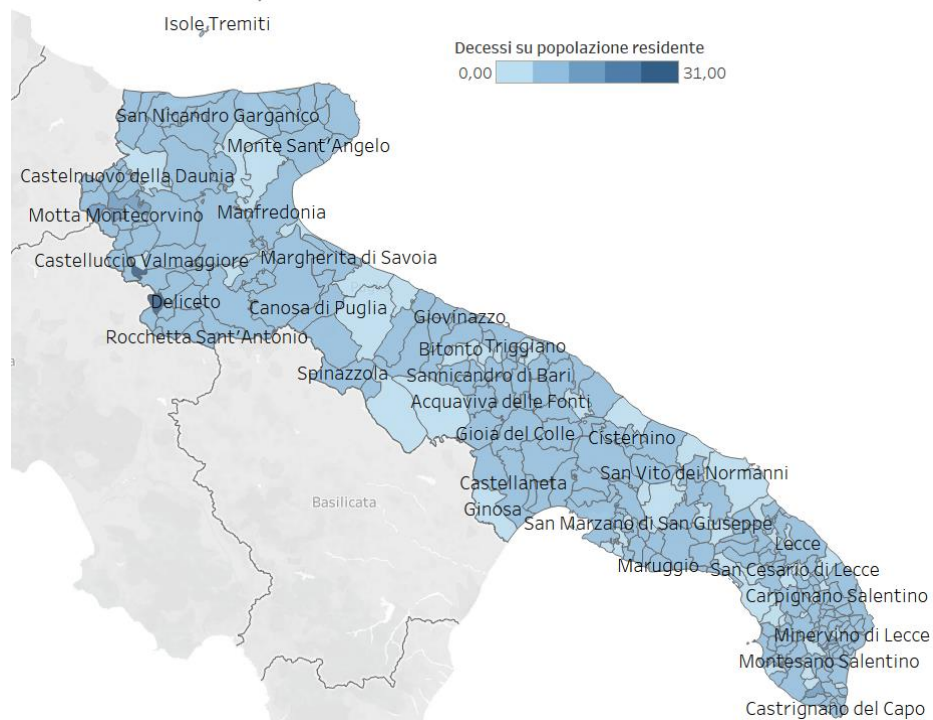 Isole Tremiti
Decessi su popolazione residente
0,00 31,00
San Nicandro Garganico
Monte Sant'Angelo
Castelnuovo della Daunia
Motta Montecorvino Manfredonia
Castelluccio Valmaggiore Margherita di Savoia
Deliceto Canosa di Puglia
Giovinazzo
Rocchetta Sant'Antonio
Bitonto Triggiano
Spinazzola Sannicandro di Bari
Acquaviva delle Fonti
Gioia del Colle Cisternino
San Vito dei Normanni
Castellaneta
Basilicata
Ginosa
San Marzano di San Giuseppe
Lecce
Maruggio San Cesario di Lecce
Carpignano Salentino
Minervino di Lecce
Montesano Salentino
Castrignano del Capo